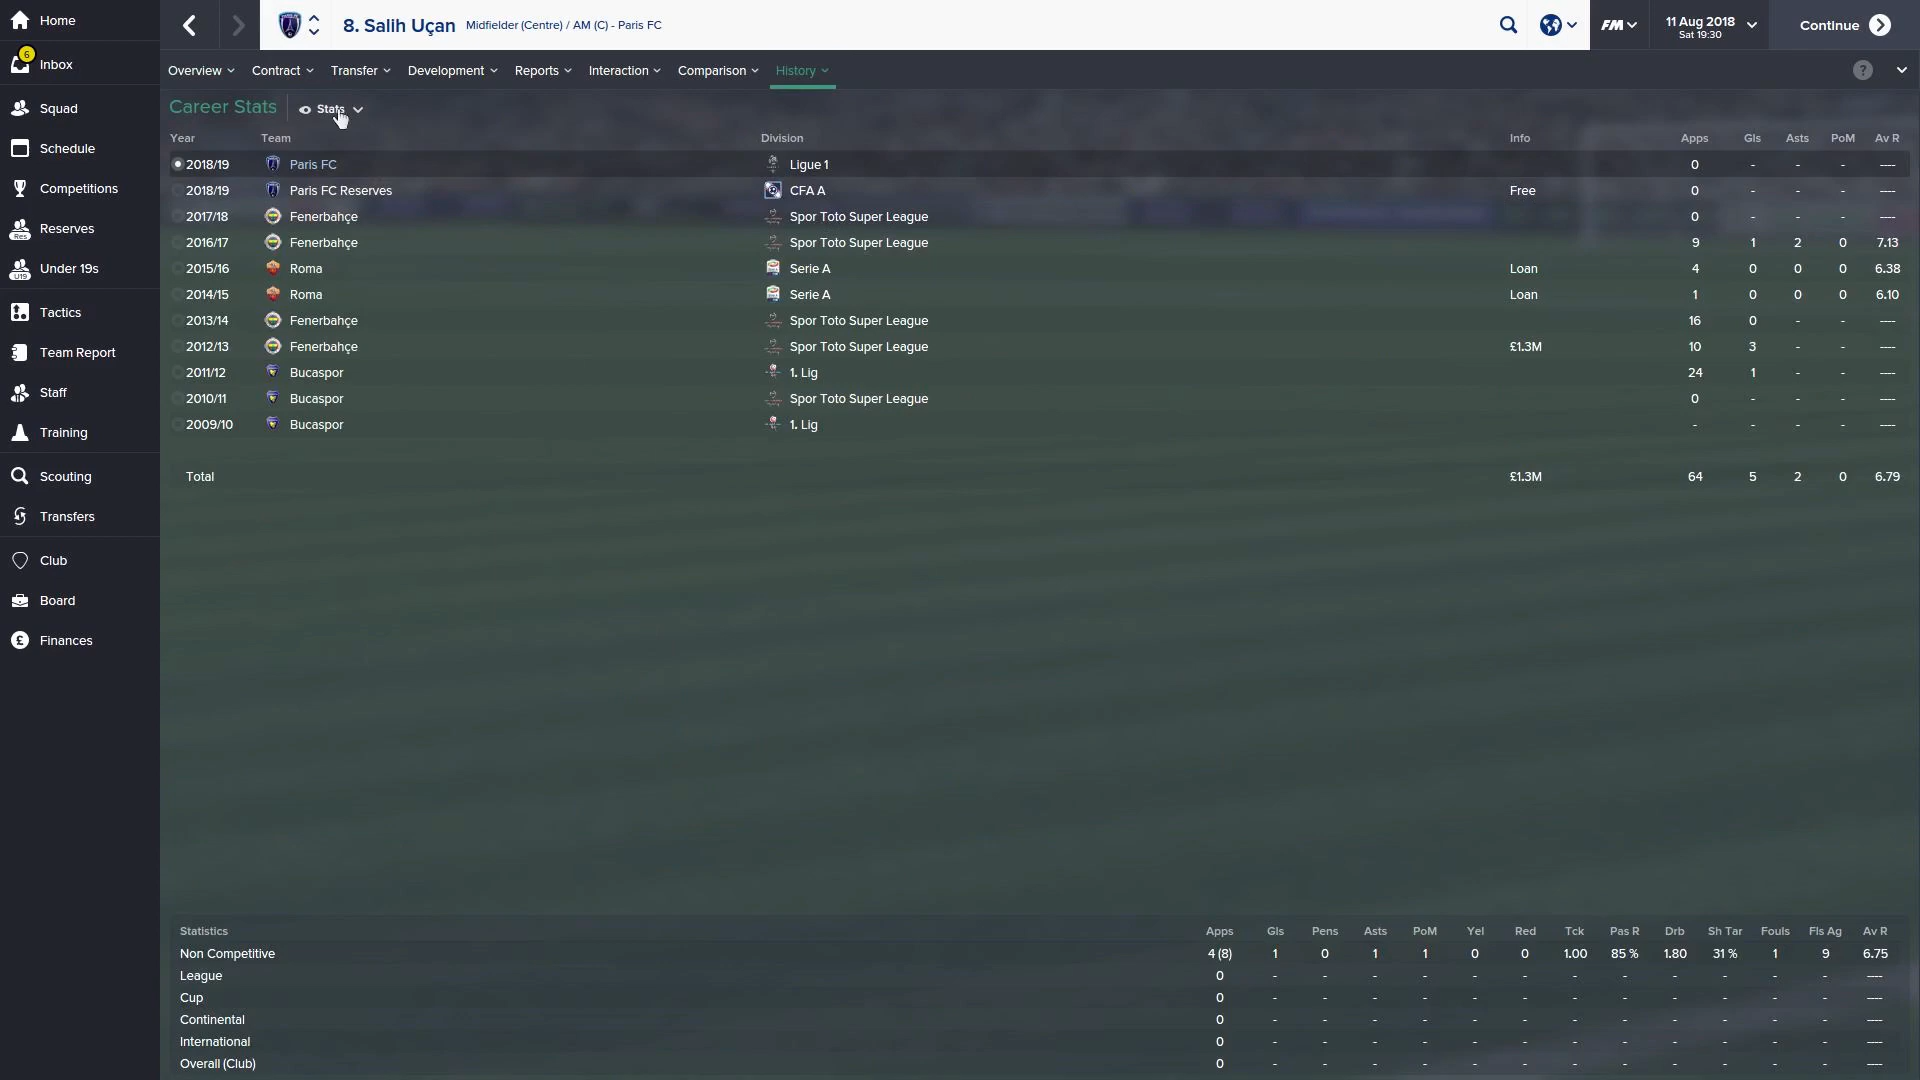 Home
6
Inbox
Squad
Schedule
Competitions
Res
Reserves
U19
Under 19s
Tactics
Team Report
Staff
Training
Scouting
Transfers
Club
Board
£ Finances
8. Salih Uçan Midfielder (Centre) / AM (C) - Paris FC
FM
11 Aug 2018
Sat 19:30
Continue
Overview Contract Transfer Development Reports Interaction Comparison History ?
Career Stats Stats
Year Team Division Info Apps Gls Asts PoM Av R
2018/19 Paris FC Ligue 1 0 - - - ----
2018/19 Paris FC Reserves CFA A Free 0 - - - ----
2017/18 Fenerbahçe Spor Toto Super League 0 - - - ----
2016/17 Fenerbahçe Spor Toto Super League 9 1 2 0 7.13
2015/16 Roma Serie A Loan 4 0 0 0 6.38
2014/15 Roma Serie A Loan 1 0 0 0 6.10
2013/14 Fenerbahçe Spor Toto Super League 16 0 - - ----
2012/13 Fenerbahçe Spor Toto Super League £1.3M 10 3 - - ----
2011/12 Bucaspor 1. Lig 24 1 - - ----
2010/11 Bucaspor Spor Toto Super League 0 - - - ----
2009/10 Bucaspor 1. Lig - - - - ----
Total £1.3M 64 5 2 0 6.79
Statistics Apps Gls Pens Asts PoM Yel Red Tck Pas R Drb Sh Tar Fouls Fls Ag Av R
Non Competitive 4 (8) 1 0 1 1 0 0 1.00 85 % 1.80 31 % 1 9 6.75
League 0 - - - - - - - - - - - - ----
Cup 0 - - - - - - - - - - - - ----
Continental 0 - - - - - - - - - - - - ----
International 0 - - - - - - - - - - - - ----
Overall (Club) 0 - - - - - - - - - - - - ----